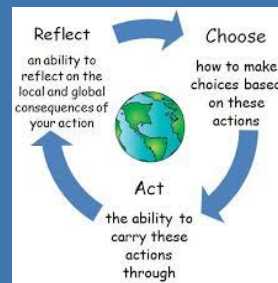 Reflect
an ability to
reflect on the
local and global
consequences of
your action
Choose
how to make
choices based
on these
actions
Act
the ability to
carry these
actions
through